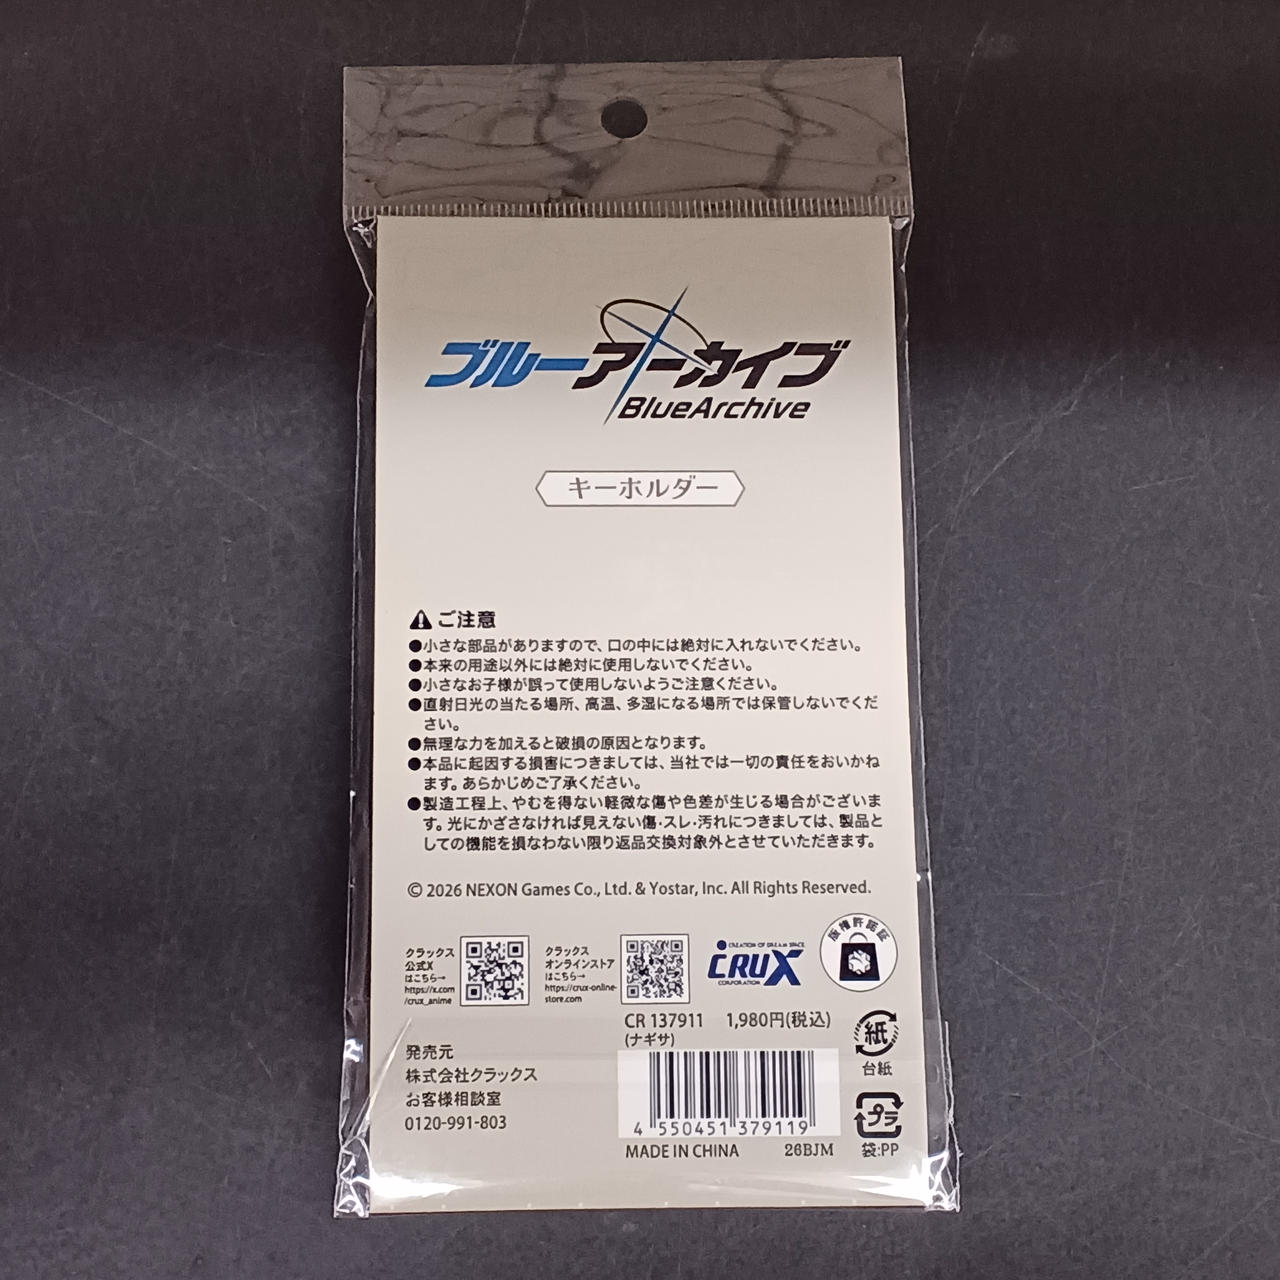 ブルーアーカイブ
BlueArchive
キーホルダー
ご注意
●小さな部品がありますので、口の中には絶対に入れないでください。
●本来の用途以外には絶対に使用しないでください。
●小さなお子様が誤って使用しないようご注意ください。
●直射日光の当たる場所、高温、多湿になる場所では保管しないでくだ
さい。
●無理な力を加えると破損の原因となります。
●本品に起因する損害につきましては、当社では一切の責任をおいかね
ます。あらかじめご了承ください。
●製造工程上、やむを得ない軽微な傷や色差が生じる場合がございま
す。光にかざさなければ見えない傷・スレ・汚れにつきましては、製品と
しての機能を損なわない限り返品交換対象外とさせていただきます。
© 2026 NEXON Games Co., Ltd. & Yostar, Inc. All Rights Reserved.
クラックス
公式X
はこちら→
https://x.com
/crux_anime
クラックス
オンラインストア
はこちら→
https://crux-online-
store.com
CREATION OF DREAM SPACE
CRUX
CORPORATION
版権許諾証
CR 137911 1,980円(税込)
(ナギサ)
発売元
株式会社クラックス
お客様相談室
0120-991-803
4 550451 379119
MADE IN CHINA 26BJM
紙
台紙
プラ
袋:PP